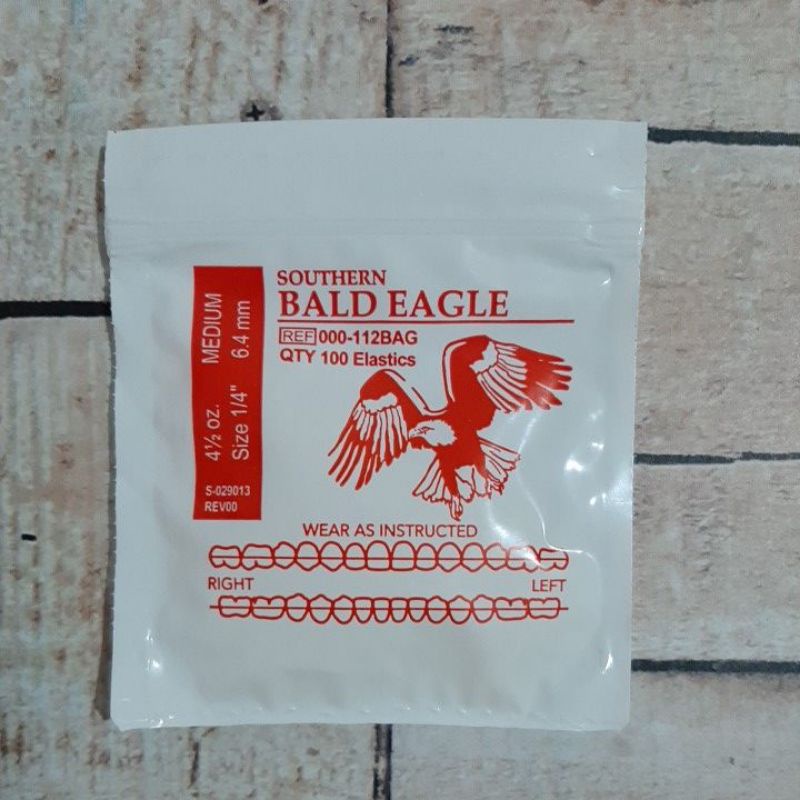 SOUTHERN
BALD EAGLE
REF 000-112BAG
QTY 100 Elastics
4½ oz. MEDIUM
Size 1/4" 6.4 mm
S-029013
REV00
WEAR AS INSTRUCTED
RIGHT LEFT